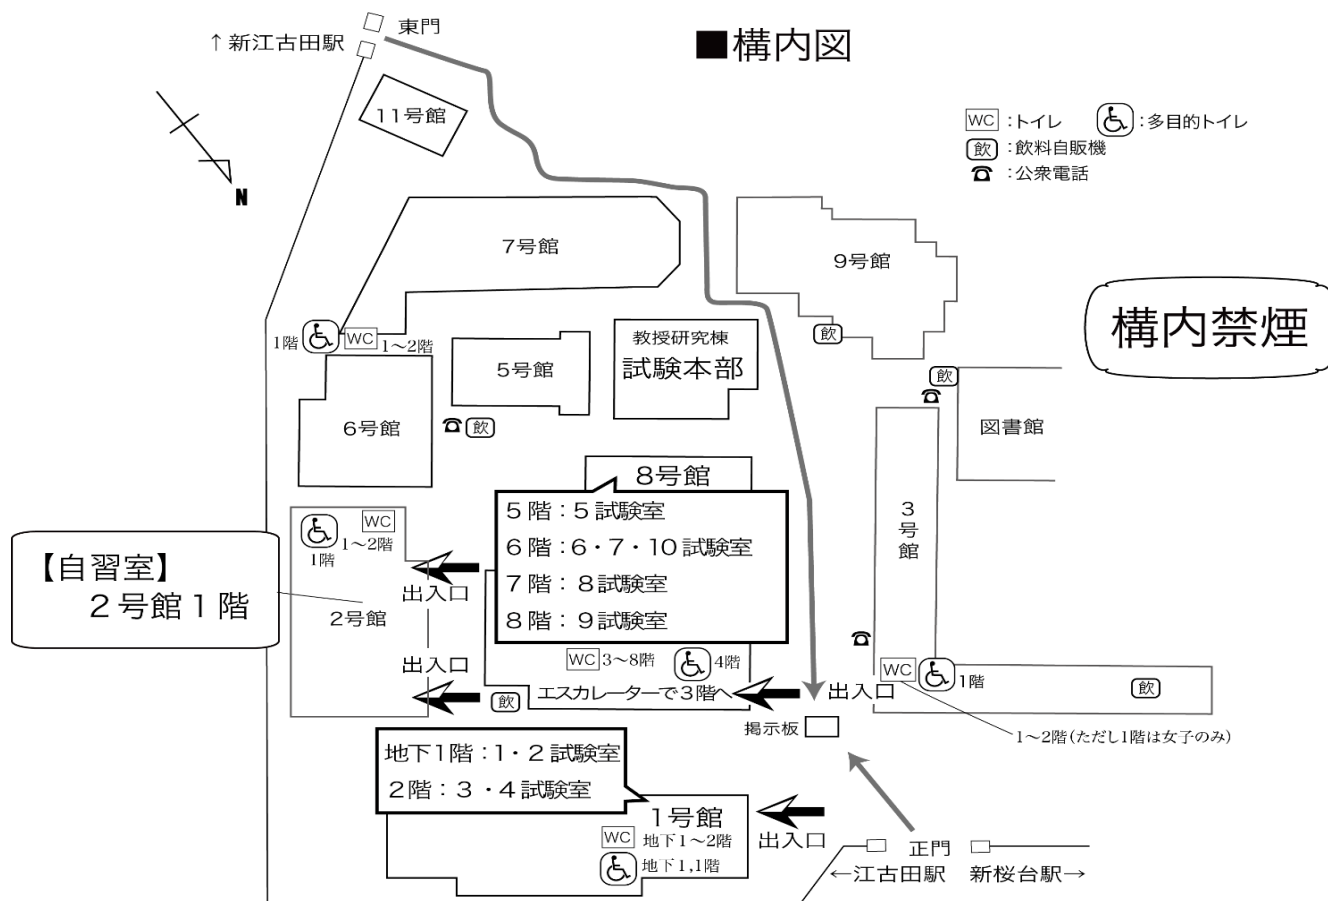 ■構内図
東門
↑新江古田駅
11号館
N
WC:トイレ
:多目的トイレ
飲:飲料自販機
:公衆電話
7号館
9号館
飲
構内禁煙
1階
WC
1～2階
5号館
教授研究棟
試験本部
飲
図書館
6号館
飲
3号館
8号館
5階:5試験室
6階:6・7・10試験室
7階:8試験室
8階:9試験室
WC
1～2階
1階
【自習室】
2号館1階
2号館
出入口
出入口
WC 3～8階
4階
飲
エスカレーターで3階へ
出入口
WC
1階
飲
1～2階(ただし1階は女子のみ)
掲示板
地下1階:1・2試験室
2階:3・4試験室
1号館
WC 地下1～2階
地下1,1階
出入口
正門
←江古田駅
新桜台駅→